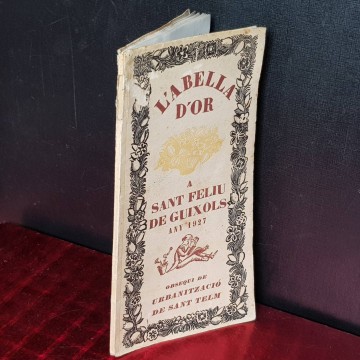 L'ABELLA
D'OR
A
SANT FELIU
DE GUIXOLS
ANY 1927
OBSEQUI DE
URBANITZACIÓ
DE SANT TELM